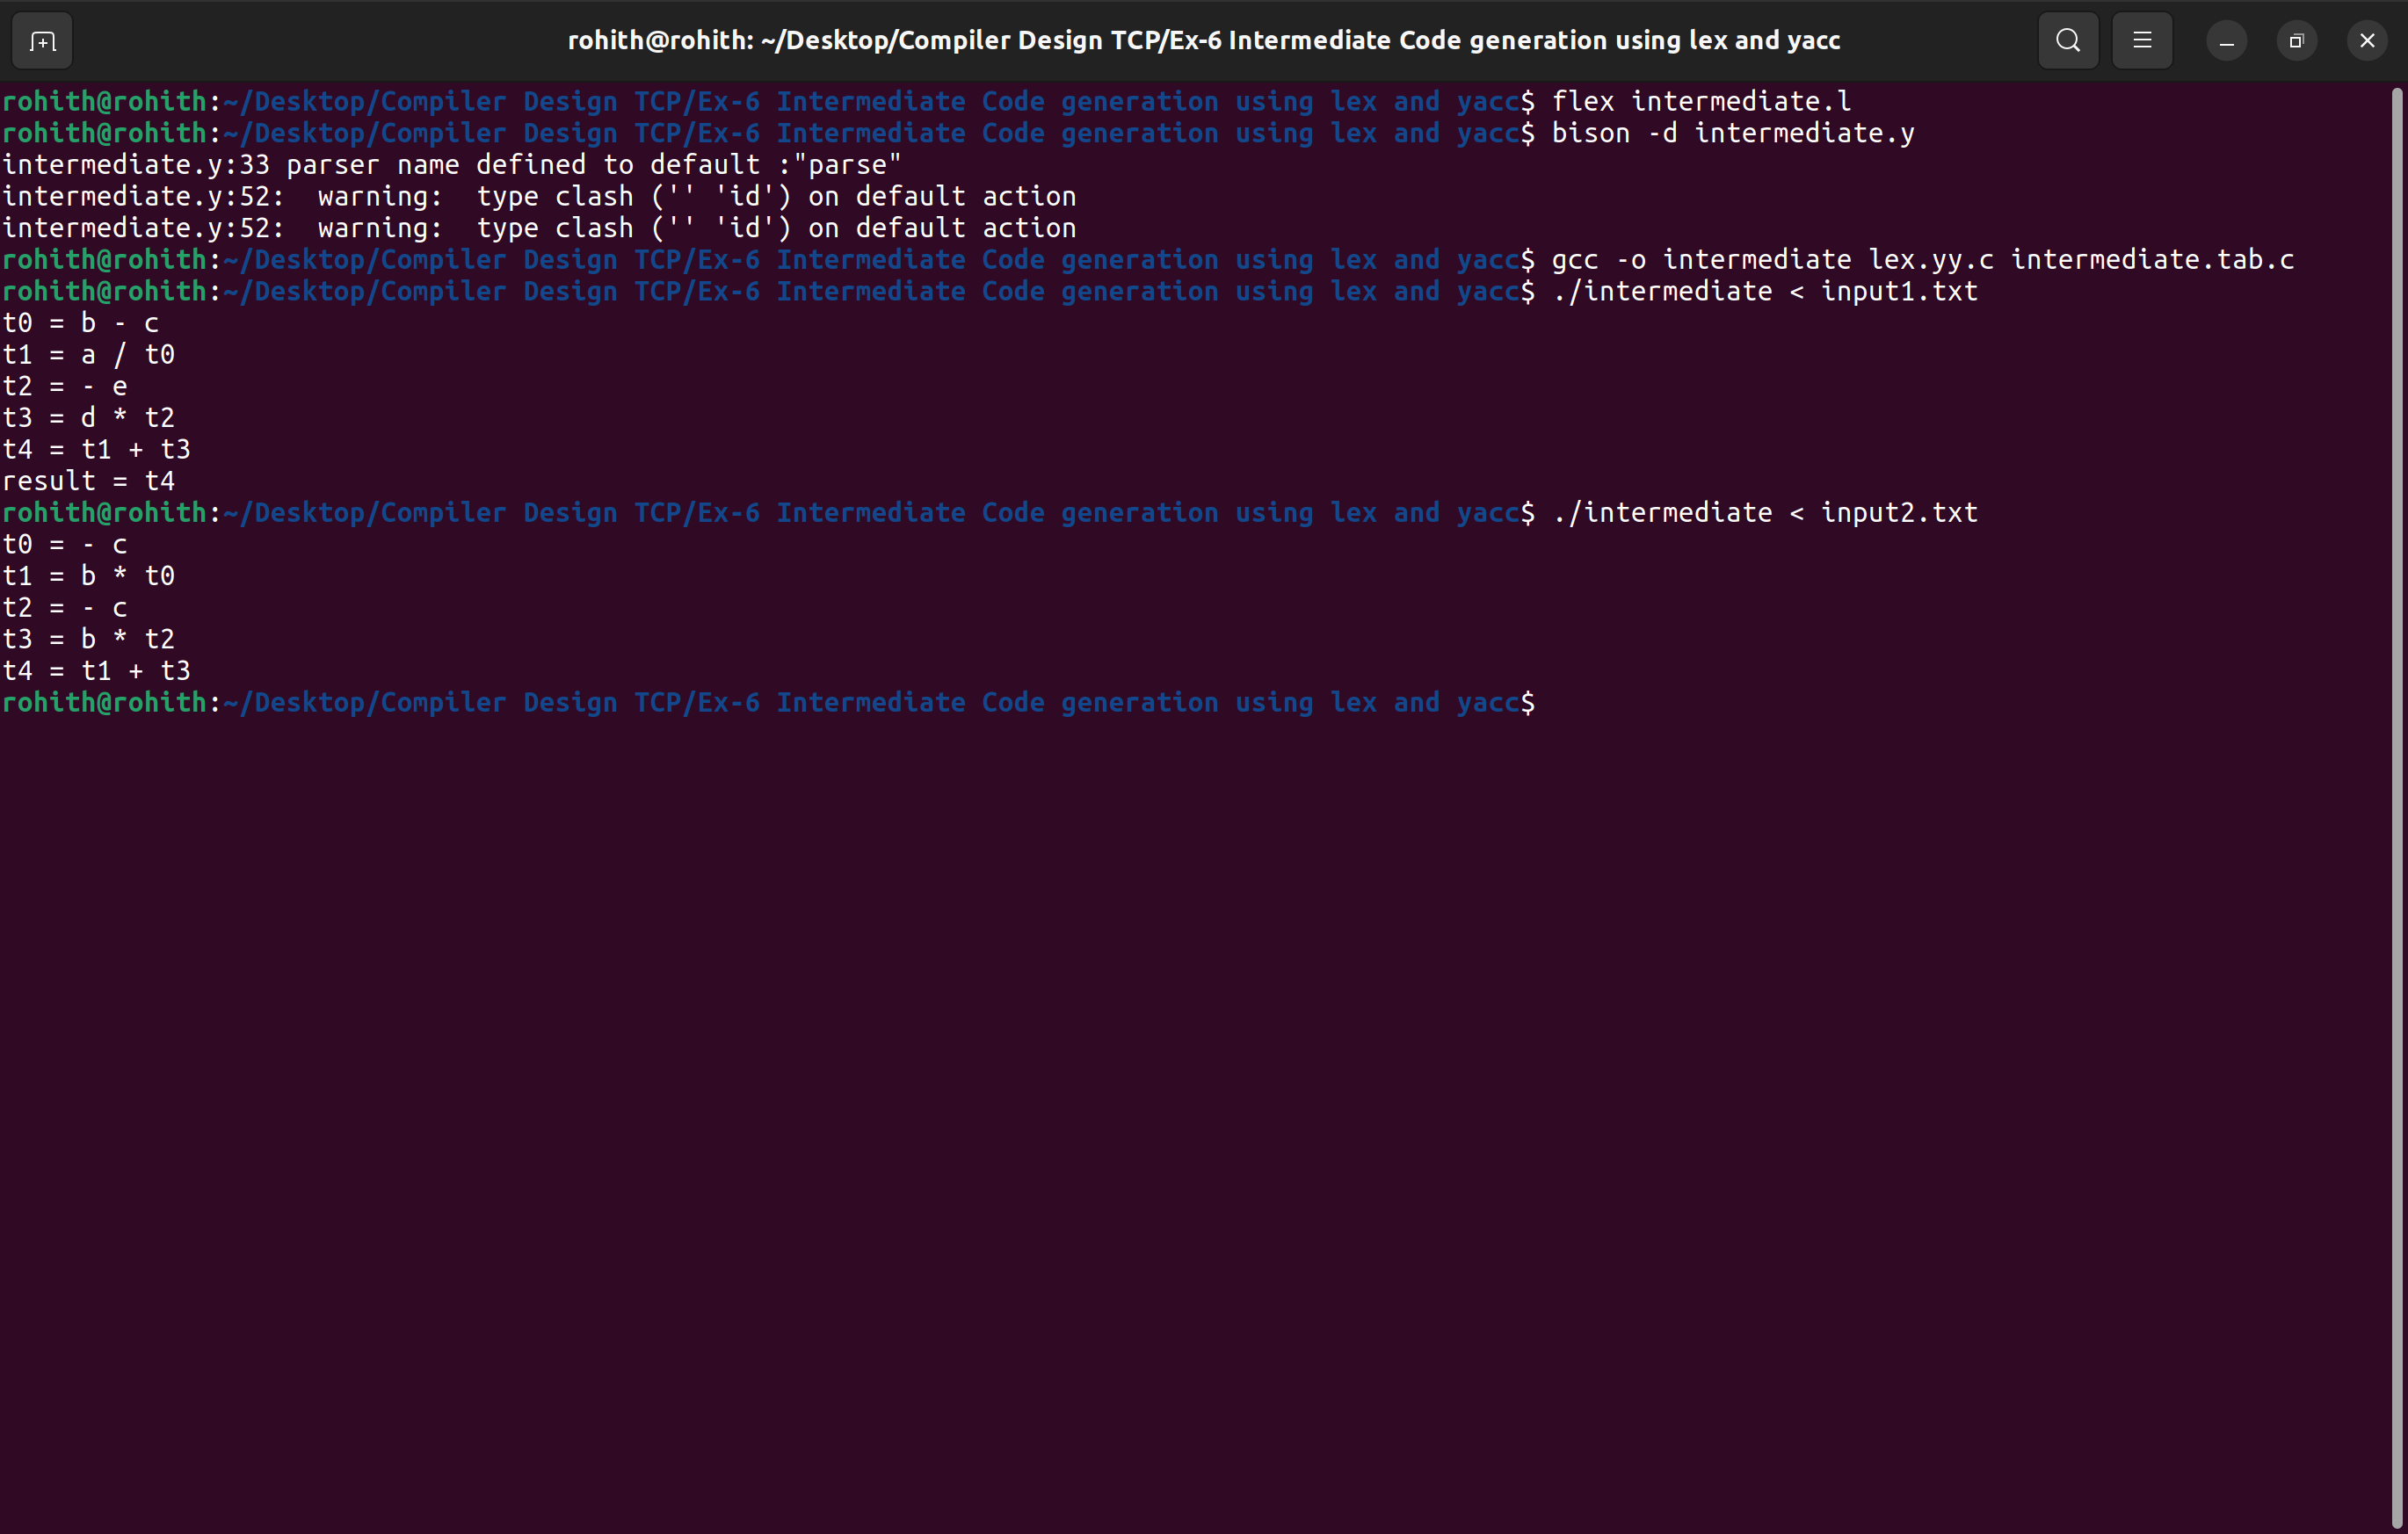 rohith@rohith: ~/Desktop/Compiler Design TCP/Ex-6 Intermediate Code generation using lex and yacc
rohith@rohith:~/Desktop/Compiler Design TCP/Ex-6 Intermediate Code generation using lex and yacc$ flex intermediate.l
rohith@rohith:~/Desktop/Compiler Design TCP/Ex-6 Intermediate Code generation using lex and yacc$ bison -d intermediate.y
intermediate.y:33 parser name defined to default :"parse"
intermediate.y:52:  warning:  type clash ('' 'id') on default action
intermediate.y:52:  warning:  type clash ('' 'id') on default action
rohith@rohith:~/Desktop/Compiler Design TCP/Ex-6 Intermediate Code generation using lex and yacc$ gcc -o intermediate lex.yy.c intermediate.tab.c
rohith@rohith:~/Desktop/Compiler Design TCP/Ex-6 Intermediate Code generation using lex and yacc$ ./intermediate < input1.txt
t0 = b - c
t1 = a / t0
t2 = - e
t3 = d * t2
t4 = t1 + t3
result = t4
rohith@rohith:~/Desktop/Compiler Design TCP/Ex-6 Intermediate Code generation using lex and yacc$ ./intermediate < input2.txt
t0 = - c
t1 = b * t0
t2 = - c
t3 = b * t2
t4 = t1 + t3
rohith@rohith:~/Desktop/Compiler Design TCP/Ex-6 Intermediate Code generation using lex and yacc$